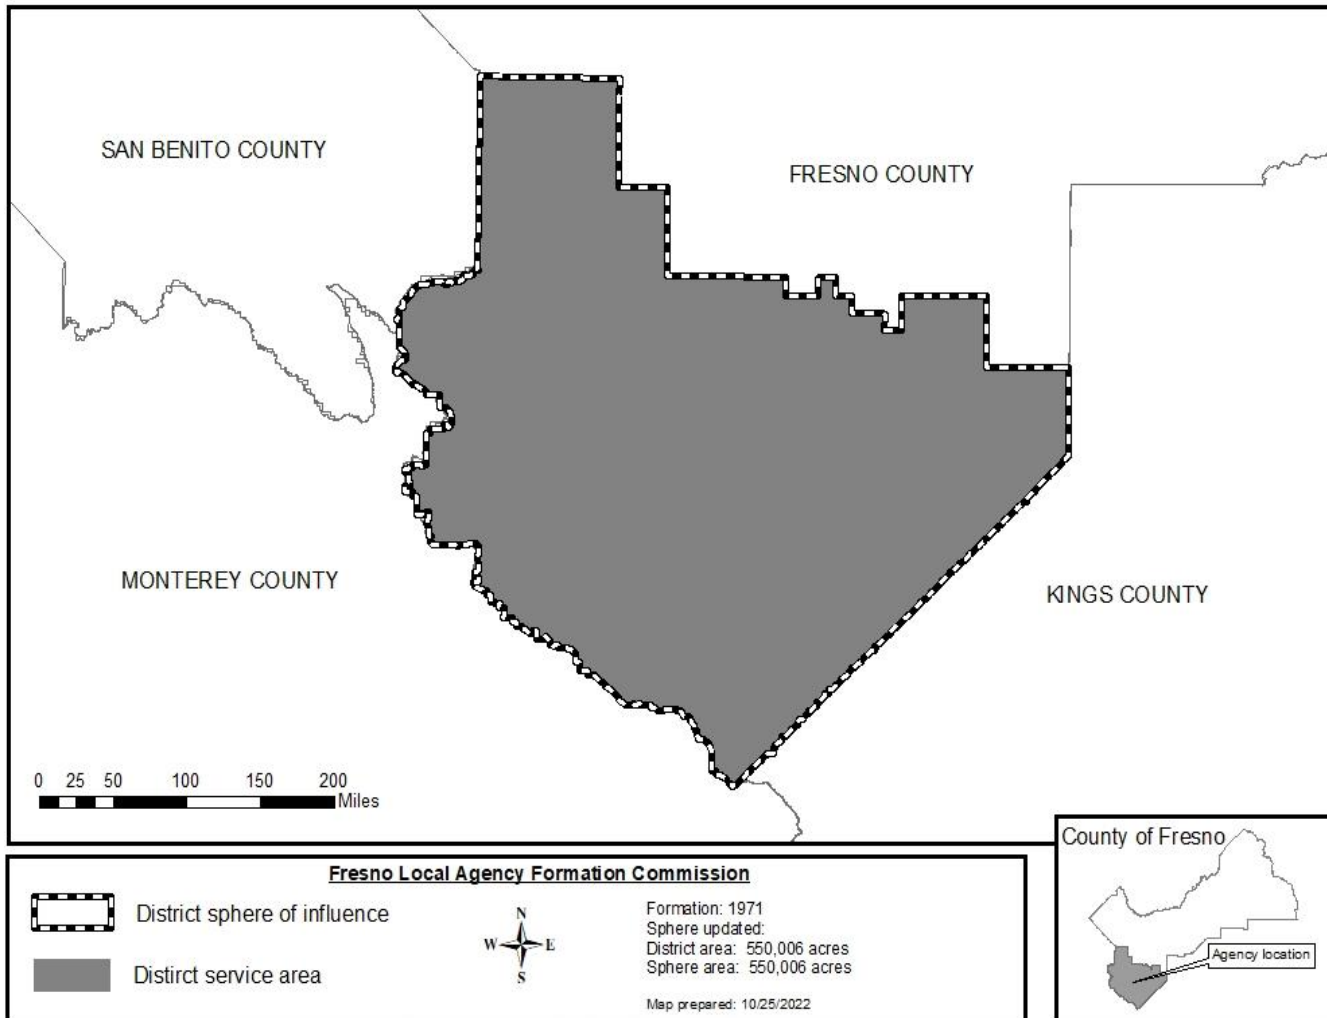 SAN BENITO COUNTY
FRESNO COUNTY
MONTEREY COUNTY
KINGS COUNTY
0 25 50 100 150 200
Miles
County of Fresno
Agency location
Fresno Local Agency Formation Commission
District sphere of influence
Distirct service area
N
W E
S
Formation: 1971
Sphere updated:
District area: 550,006 acres
Sphere area: 550,006 acres
Map prepared: 10/25/2022